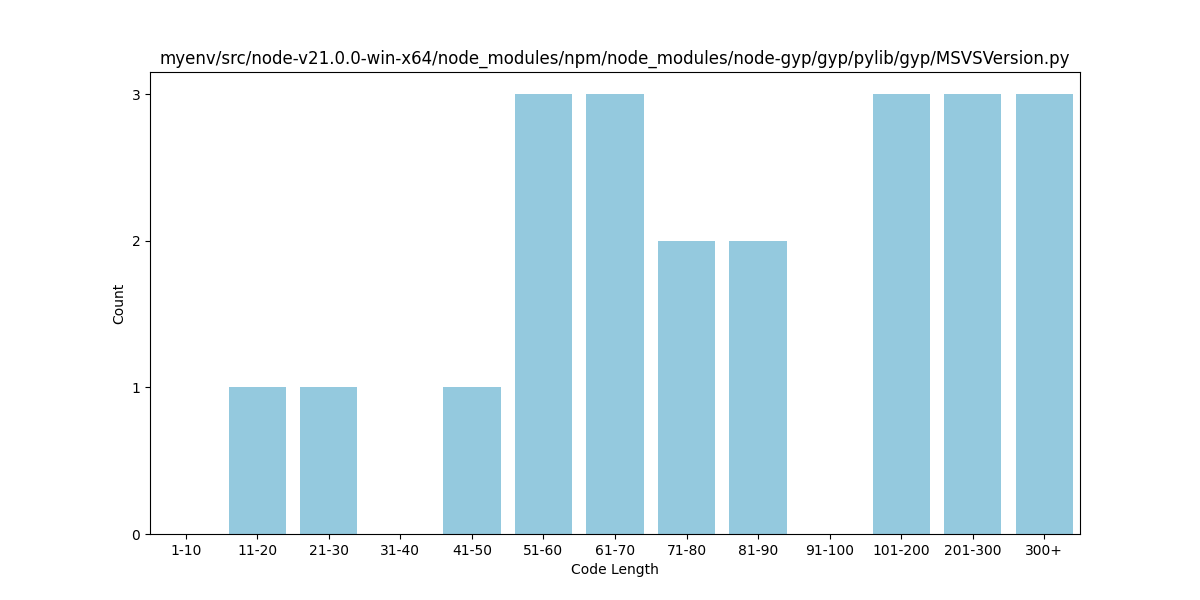 myenv/src/node-v21.0.0-win-x64/node_modules/npm/node_modules/node-gyp/gyp/pylib/gyp/MSVSVersion.py
3
2
1
0
Count
1-10 11-20 21-30 31-40 41-50 51-60 61-70 71-80 81-90 91-100 101-200 201-300 300+
Code Length